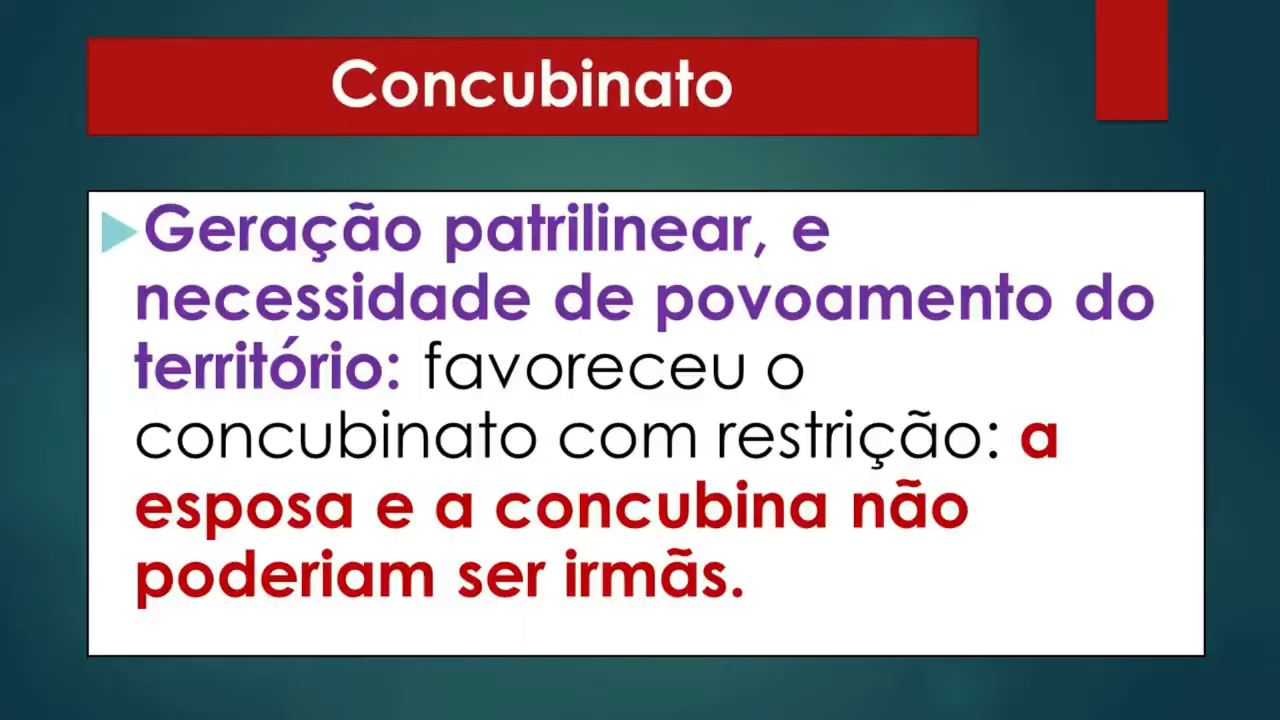 Concubinato
Geração patrilinear, e
necessidade de povoamento do
território: favoreceu o
concubinato com restrição: a
esposa e a concubina não
poderiam ser irmãs.